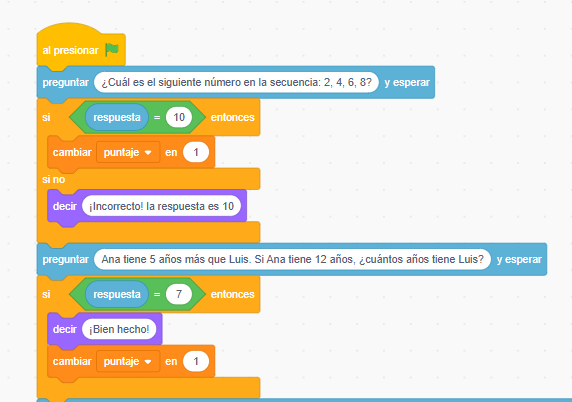 al presionar
preguntar ¿Cuál es el siguiente número en la secuencia: 2, 4, 6, 8? y esperar
si respuesta = 10 entonces
cambiar puntaje en 1
si no
decir ¡Incorrecto! la respuesta es 10
preguntar Ana tiene 5 años más que Luis. Si Ana tiene 12 años, ¿cuántos años tiene Luis? y esperar
si respuesta = 7 entonces
decir ¡Bien hecho!
cambiar puntaje en 1